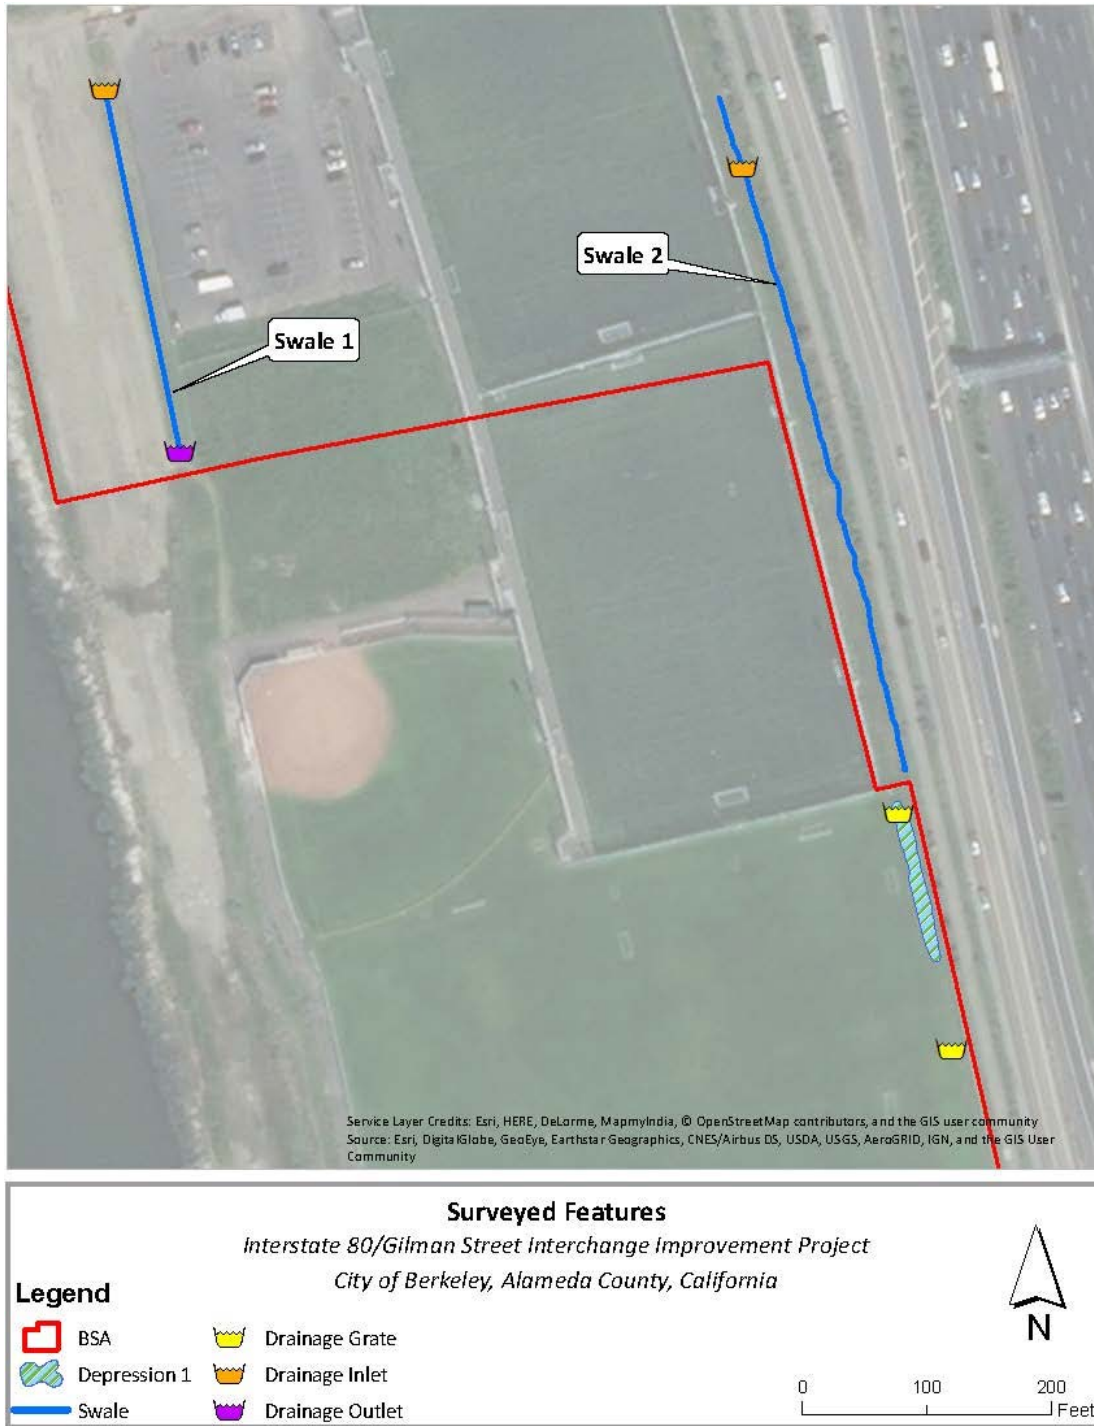 Swale 2
Swale 1
Service Layer Credits: Esri, HERE, DeLorme, MapmyIndia, © OpenStreetMap contributors, and the GIS user community
Source: Esri, DigitalGlobe, GeoEye, Earthstar Geographics, CNES/Airbus DS, USDA, USGS, AeroGRID, IGN, and the GIS User
Community
Surveyed Features
Interstate 80/Gilman Street Interchange Improvement Project
City of Berkeley, Alameda County, California
Legend
BSA
Depression 1
Swale
Drainage Grate
Drainage Inlet
Drainage Outlet
N
0 100 200
Feet